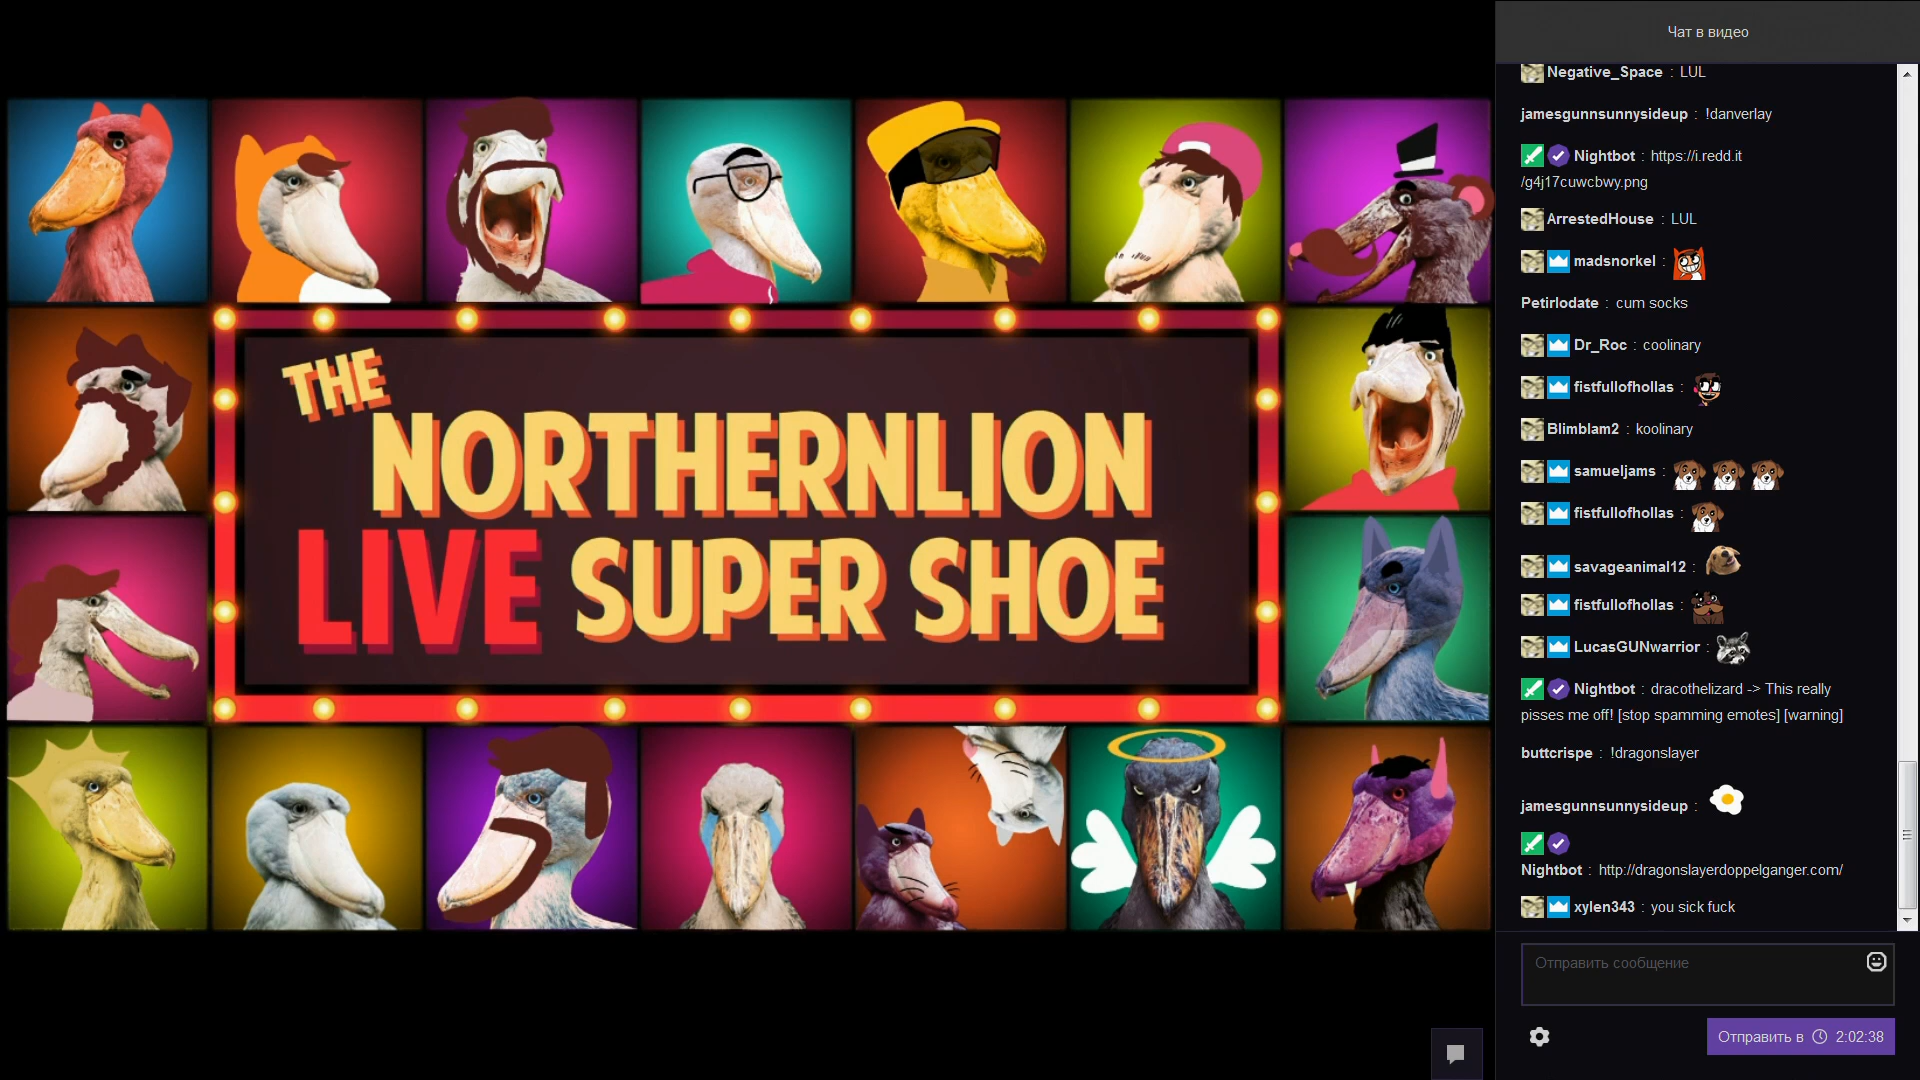 THE
NORTHERNLION
LIVE SUPER SHOE
Чат в видео
Negative_Space : LUL
jamesgunnsunnysideup : !danverlay
Nightbot : https://i.redd.it
/g4j17cuwcbwy.png
ArrestedHouse : LUL
madsnorkel :
Petirlodate : cum socks
Dr_Roc : coolinary
fistfullofhollas :
Blimblam2 : koolinary
samueljams :
fistfullofhollas :
savageanimal12 :
fistfullofhollas :
LucasGUNwarrior :
Nightbot : dracothelizard -> This really
pisses me off! [stop spamming emotes] [warning]
buttcrispe : !dragonslayer
jamesgunnsunnysideup :
Nightbot : http://dragonslayerdoppelganger.com/
xylen343 : you sick fuck
Отправить сообщение
Отправить в 2:02:38